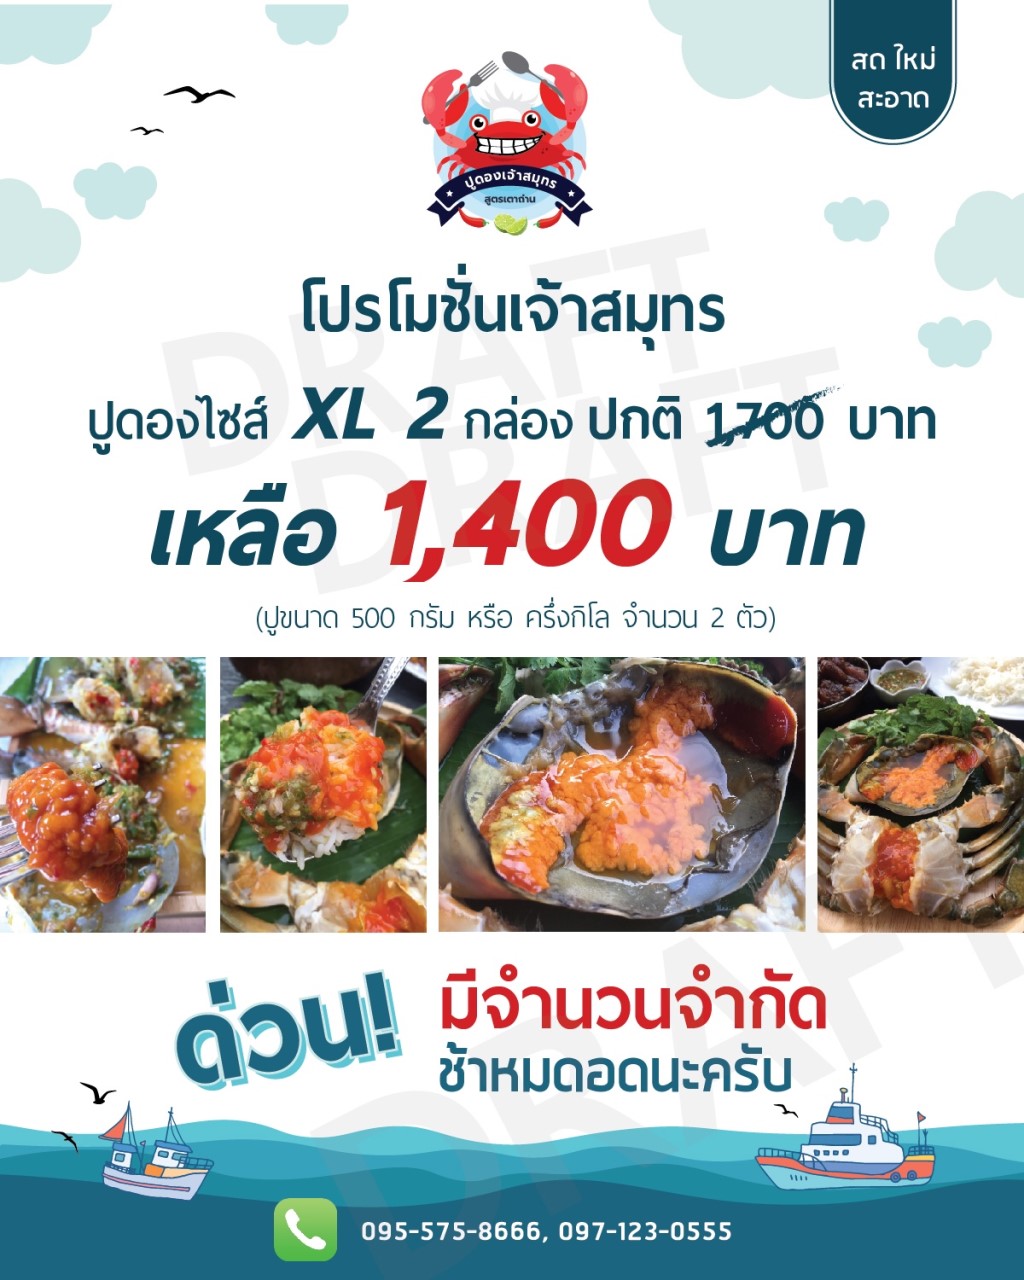 สด ใหม่
สะอาด
ปูดองเจ้าสมุทร
สูตรเตาถ่าน
โปรโมชั่นเจ้าสมุทร
ปูดองไซส์ XL 2 กล่อง ปกติ 1,700 บาท
เหลือ 1,400 บาท
(ปูขนาด 500 กรัม หรือ ครึ่งกิโล จำนวน 2 ตัว)
DRAFT
DRAFT
DRAFT
ด่วน! มีจำนวนจำกัด
ช้าหมดอดนะครับ
095-575-8666, 097-123-0555